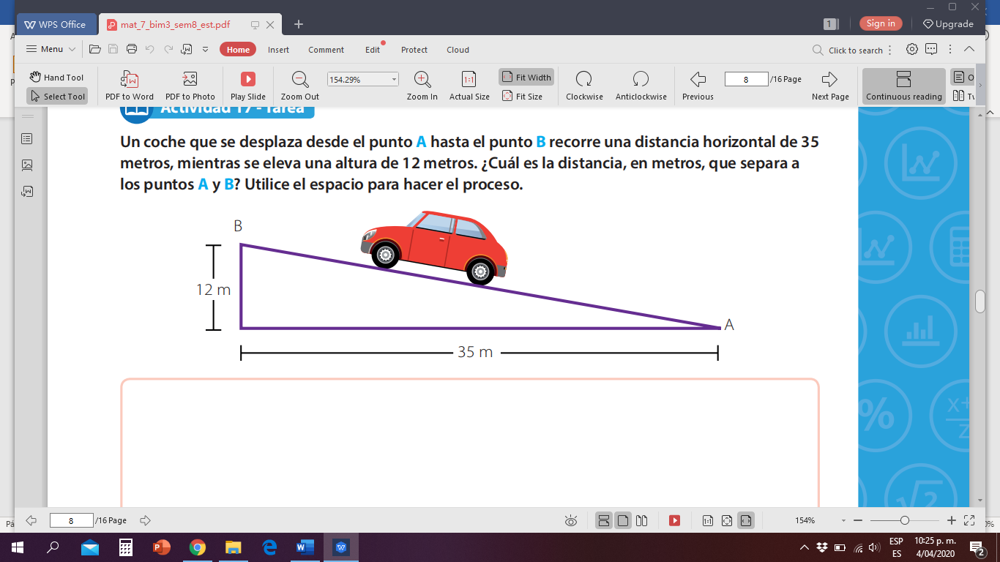 WPS Office
mat_7_bim3_sem8_est.pdf
1
Sign in
Upgrade
Menu
Home
Insert
Comment
Edit
Protect
Cloud
Click to search
Hand Tool
Select Tool
PDF to Word
PDF to Photo
Play Slide
Zoom Out
154.29%
Zoom In
1:1
Actual Size
Fit Width
Fit Size
Clockwise
Anticlockwise
Previous
8
/16 Page
Next Page
Continuous reading
Actividad 17 - Tarea
Un coche que se desplaza desde el punto A hasta el punto B recorre una distancia horizontal de 35
metros, mientras se eleva una altura de 12 metros. ¿Cuál es la distancia, en metros, que separa a
los puntos A y B? Utilice el espacio para hacer el proceso.
B
12 m
A
35 m
%
x+
z
√2
8
/16 Page
1:1
154%
ESP
ES
10:25 p. m.
4/04/2020
2